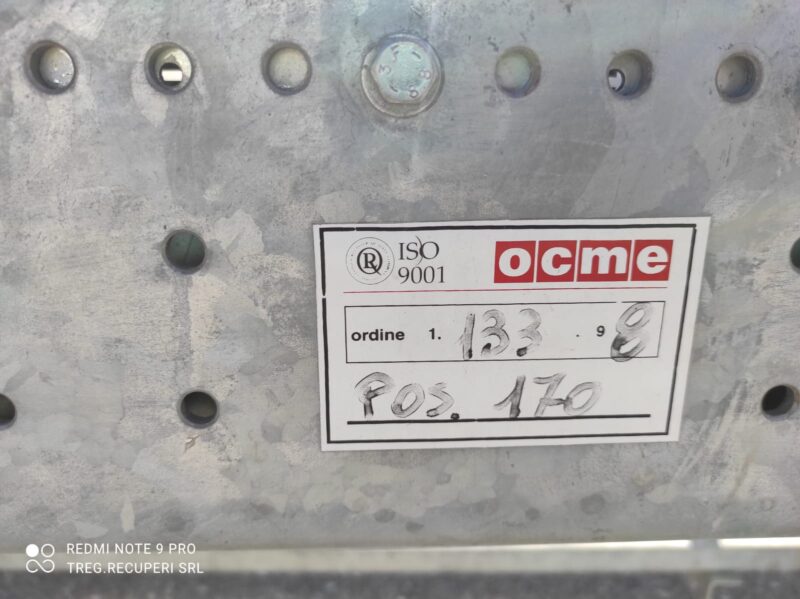 ISO
9001
ocme
ordine 1. 133 . 98
POS. 170
REDMI NOTE 9 PRO
TREG.RECUPERI SRL